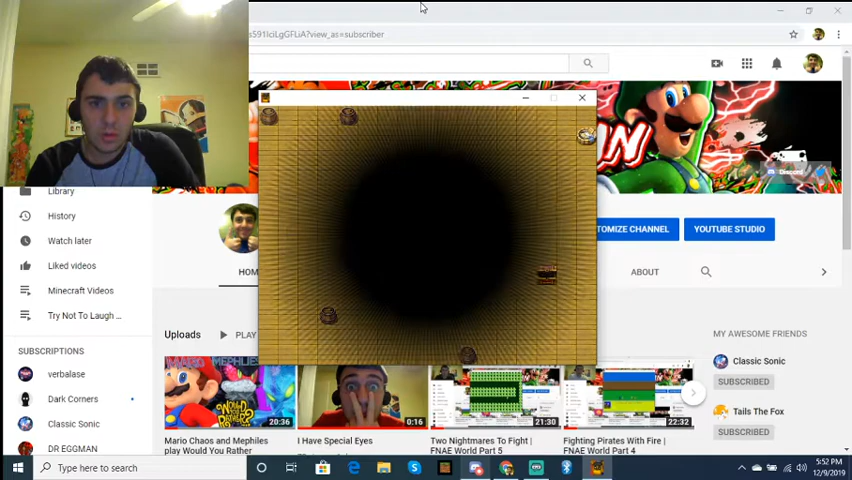 s591IciLgGFLiA?view_as=subscriber
Discord
Library
History
Watch later
Liked videos
Minecraft Videos
Try Not To Laugh ...
TOMIZE CHANNEL
YOUTUBE STUDIO
HOM
ABOUT
Uploads
PLAY
MY AWESOME FRIENDS
SUBSCRIPTIONS
verbalase
Dark Corners
Classic Sonic
DR EGGMAN
Classic Sonic
SUBSCRIBED
Tails The Fox
SUBSCRIBED
20:36
0:16
21:30
22:32
Mario Chaos and Mephiles
play Would You Rather
I Have Special Eyes
Two Nightmares To Fight |
FNAE World Part 5
Fighting Pirates With Fire |
FNAE World Part 4
Type here to search
5:52 PM
12/9/2019